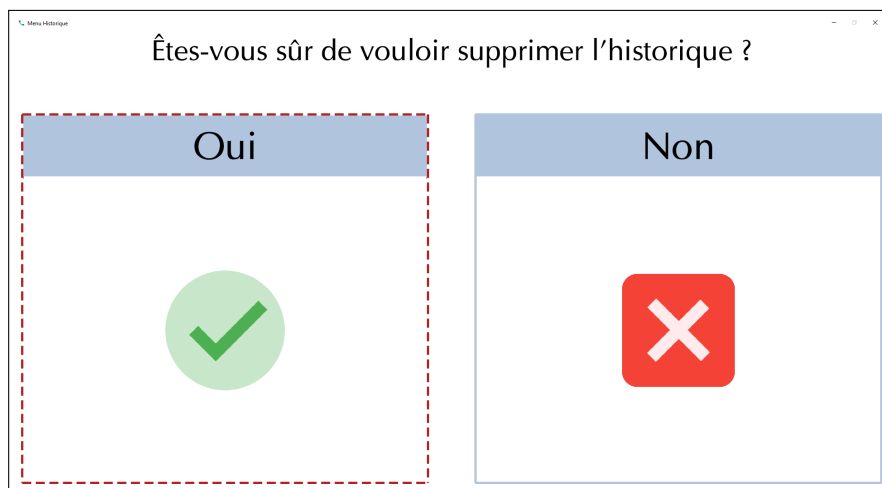 Menu Historique
Êtes-vous sûr de vouloir supprimer l’historique ?
Oui
Non